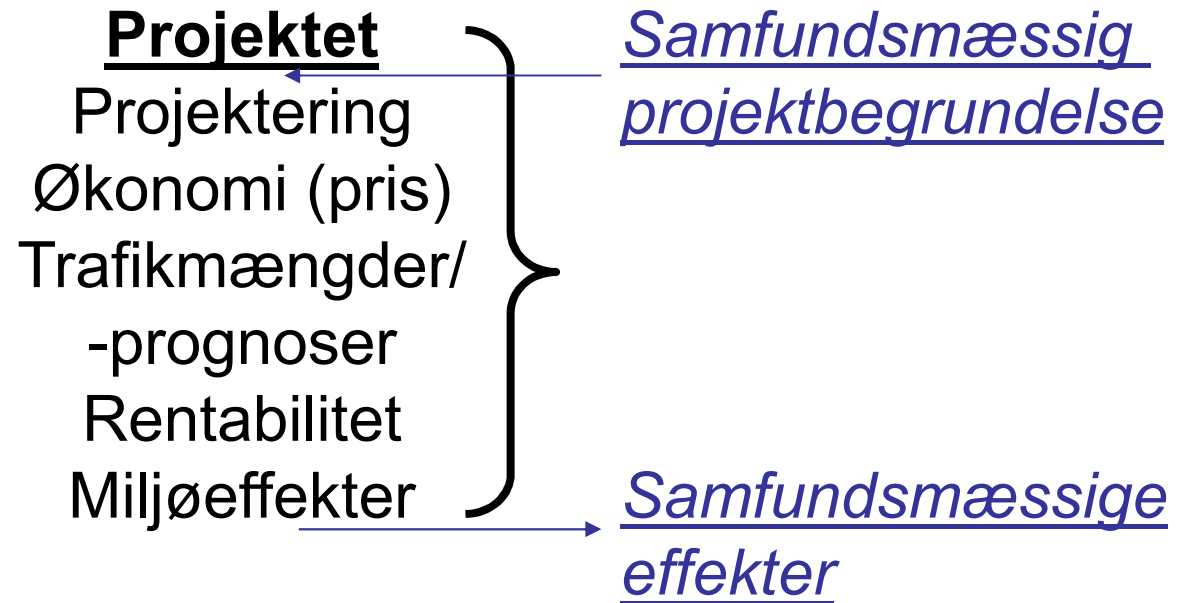 Projektet
Projektering
Økonomi (pris)
Trafikmængder/
-prognoser
Rentabilitet
Miljøeffekter
Samfundsmæssig
projektbegrundelse
Samfundsmæssige
effekter